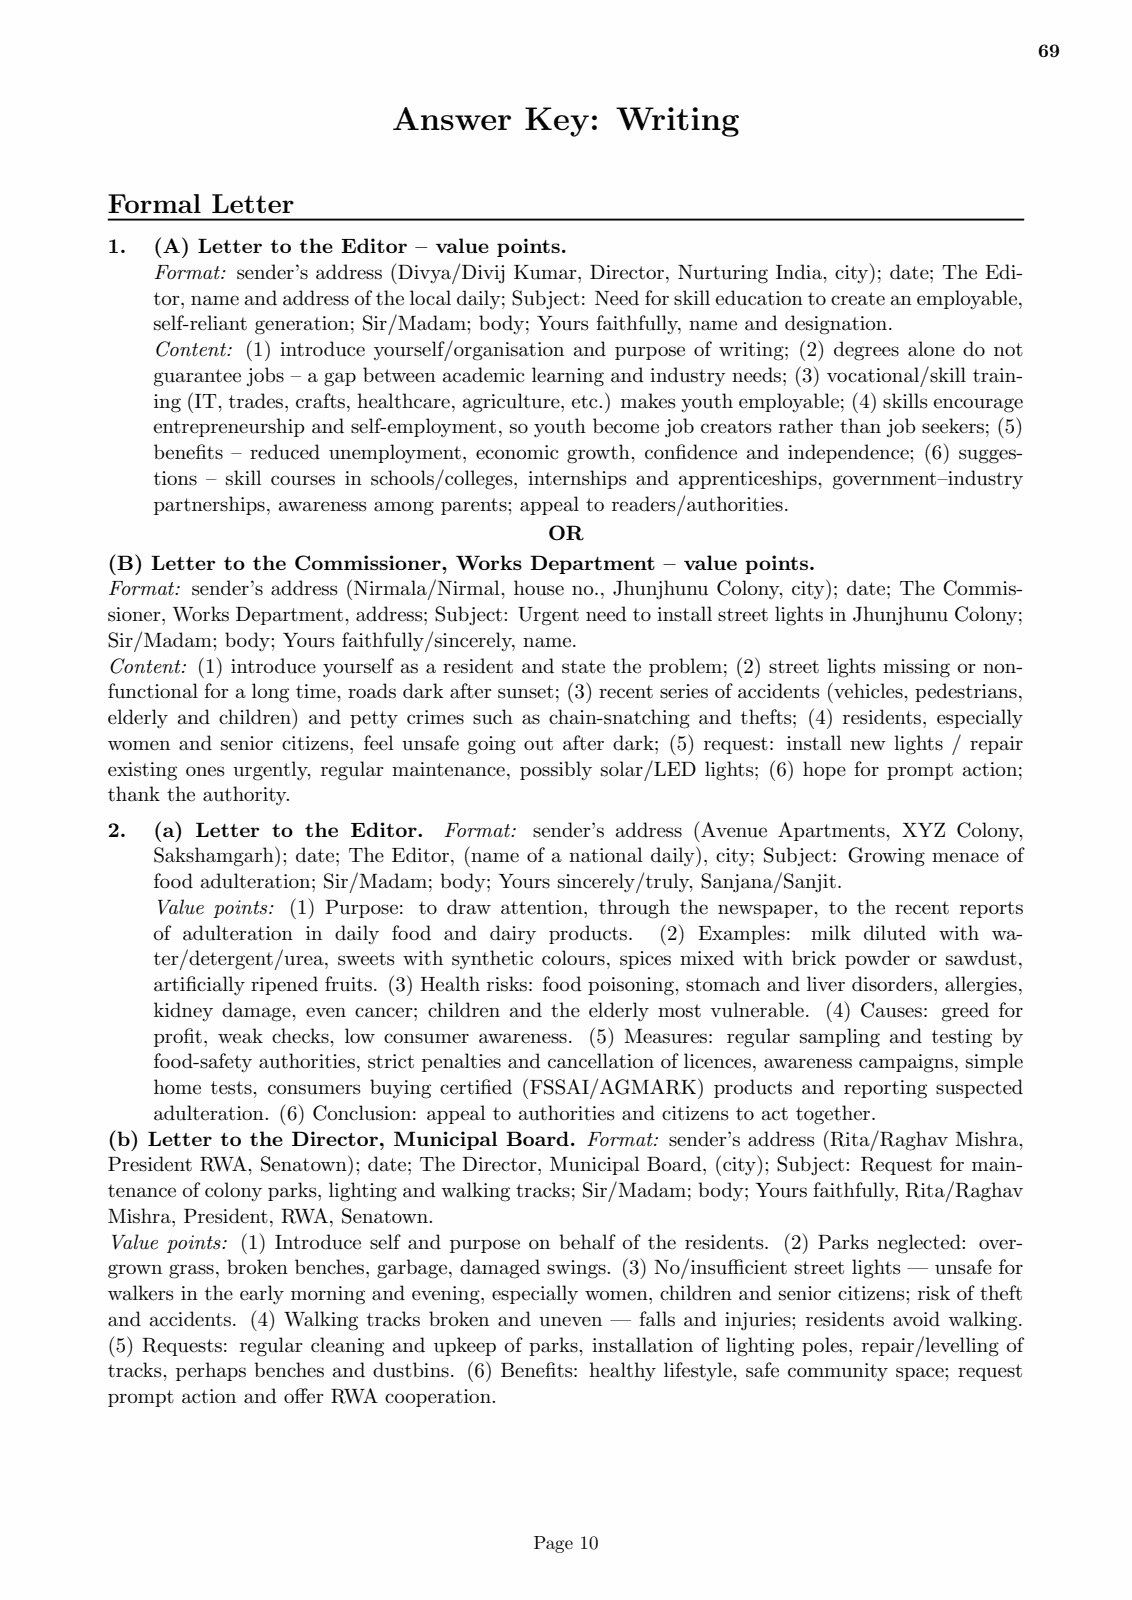 69
Answer Key: Writing
Formal Letter
1. (A) Letter to the Editor – value points.
Format: sender's address (Divya/Divij Kumar, Director, Nurturing India, city); date; The Edi-
tor, name and address of the local daily; Subject: Need for skill education to create an employable,
self-reliant generation; Sir/Madam; body; Yours faithfully, name and designation.
Content: (1) introduce yourself/organisation and purpose of writing; (2) degrees alone do not
guarantee jobs – a gap between academic learning and industry needs; (3) vocational/skill train-
ing (IT, trades, crafts, healthcare, agriculture, etc.) makes youth employable; (4) skills encourage
entrepreneurship and self-employment, so youth become job creators rather than job seekers; (5)
benefits – reduced unemployment, economic growth, confidence and independence; (6) sugges-
tions – skill courses in schools/colleges, internships and apprenticeships, government–industry
partnerships, awareness among parents; appeal to readers/authorities.
OR
(B) Letter to the Commissioner, Works Department – value points.
Format: sender's address (Nirmala/Nirmal, house no., Jhunjhunu Colony, city); date; The Commis-
sioner, Works Department, address; Subject: Urgent need to install street lights in Jhunjhunu Colony;
Sir/Madam; body; Yours faithfully/sincerely, name.
Content: (1) introduce yourself as a resident and state the problem; (2) street lights missing or non-
functional for a long time, roads dark after sunset; (3) recent series of accidents (vehicles, pedestrians,
elderly and children) and petty crimes such as chain-snatching and thefts; (4) residents, especially
women and senior citizens, feel unsafe going out after dark; (5) request: install new lights / repair
existing ones urgently, regular maintenance, possibly solar/LED lights; (6) hope for prompt action;
thank the authority.
2. (a) Letter to the Editor. Format: sender's address (Avenue Apartments, XYZ Colony,
Sakshamgarh); date; The Editor, (name of a national daily), city; Subject: Growing menace of
food adulteration; Sir/Madam; body; Yours sincerely/truly, Sanjana/Sanjit.
Value points: (1) Purpose: to draw attention, through the newspaper, to the recent reports
of adulteration in daily food and dairy products. (2) Examples: milk diluted with wa-
ter/detergent/urea, sweets with synthetic colours, spices mixed with brick powder or sawdust,
artificially ripened fruits. (3) Health risks: food poisoning, stomach and liver disorders, allergies,
kidney damage, even cancer; children and the elderly most vulnerable. (4) Causes: greed for
profit, weak checks, low consumer awareness. (5) Measures: regular sampling and testing by
food-safety authorities, strict penalties and cancellation of licences, awareness campaigns, simple
home tests, consumers buying certified (FSSAI/AGMARK) products and reporting suspected
adulteration. (6) Conclusion: appeal to authorities and citizens to act together.
(b) Letter to the Director, Municipal Board. Format: sender's address (Rita/Raghav Mishra,
President RWA, Senatown); date; The Director, Municipal Board, (city); Subject: Request for main-
tenance of colony parks, lighting and walking tracks; Sir/Madam; body; Yours faithfully, Rita/Raghav
Mishra, President, RWA, Senatown.
Value points: (1) Introduce self and purpose on behalf of the residents. (2) Parks neglected: over-
grown grass, broken benches, garbage, damaged swings. (3) No/insufficient street lights — unsafe for
walkers in the early morning and evening, especially women, children and senior citizens; risk of theft
and accidents. (4) Walking tracks broken and uneven — falls and injuries; residents avoid walking.
(5) Requests: regular cleaning and upkeep of parks, installation of lighting poles, repair/levelling of
tracks, perhaps benches and dustbins. (6) Benefits: healthy lifestyle, safe community space; request
prompt action and offer RWA cooperation.
Page 10